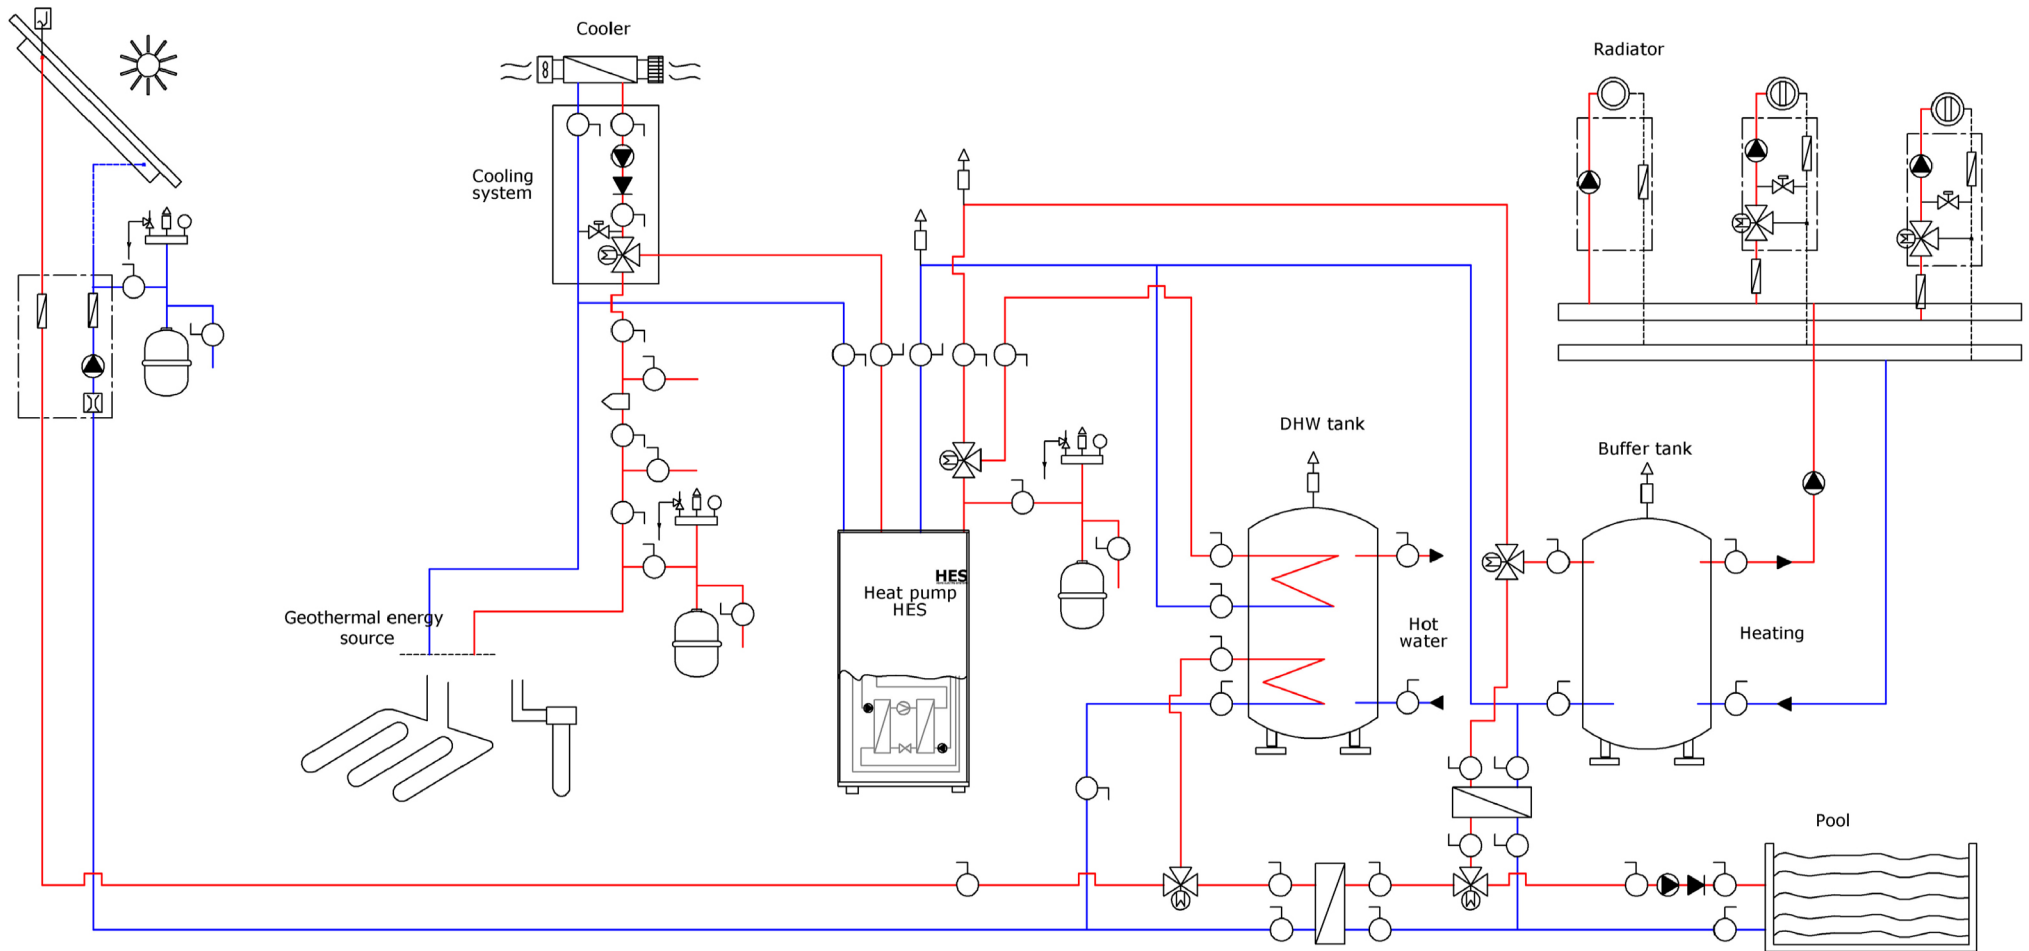 Cooler
Radiator
Cooling
system
DHW tank
Buffer tank
HES
Heat pump
HES
Geothermal energy
source
Hot
water
Heating
Pool